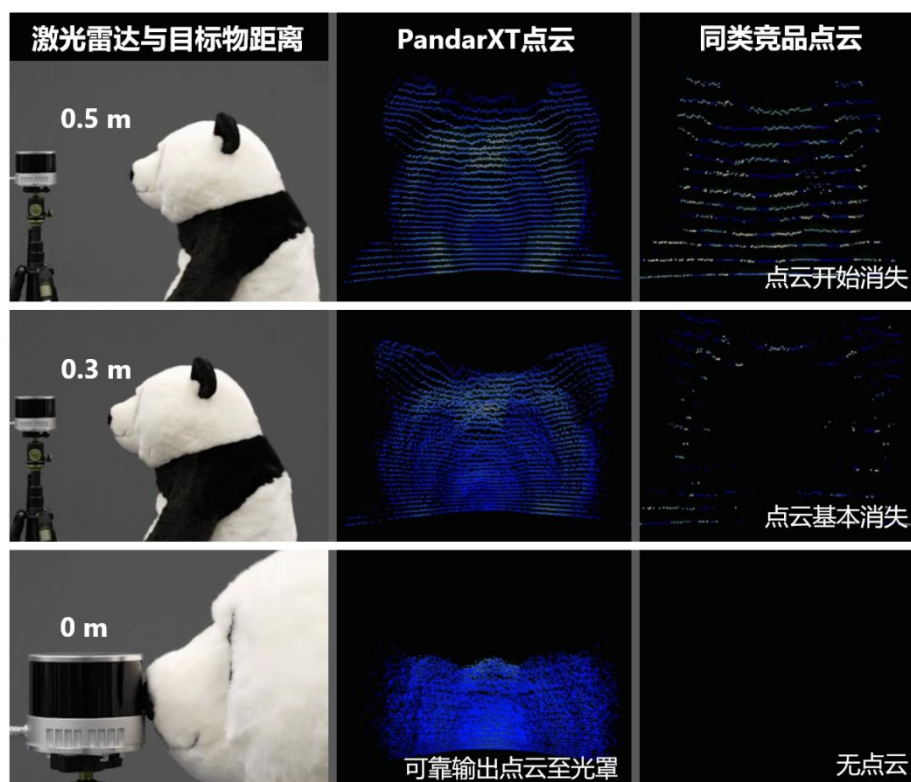 激光雷达与目标物距离
PandarXT点云
同类竞品点云
0.5 m
点云开始消失
0.3 m
点云基本消失
0 m
可靠输出点云至光罩
无点云